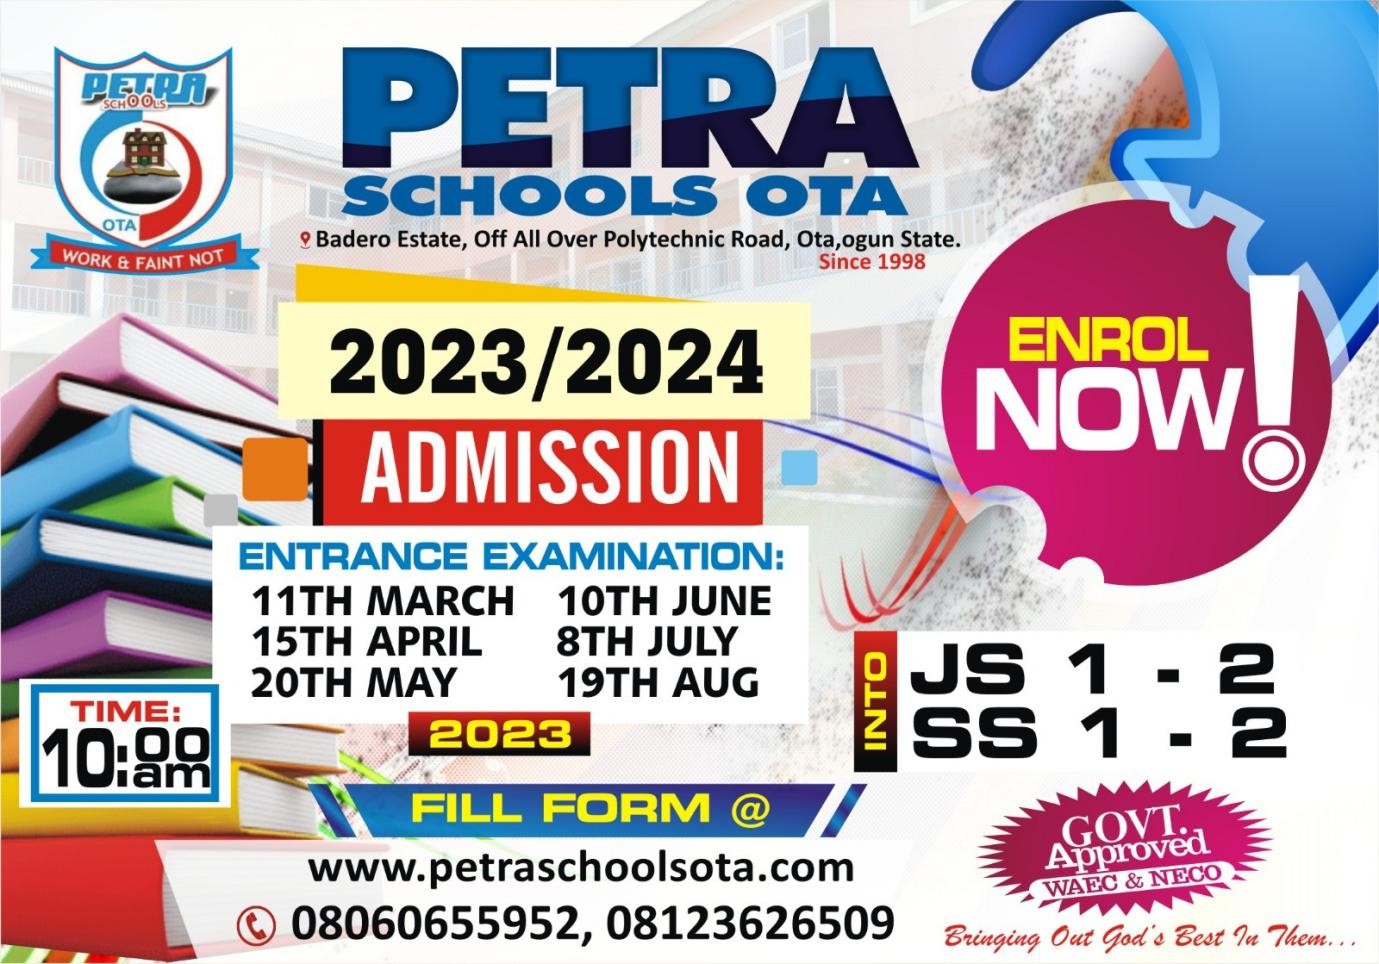 PETRA
SCHOOLS
OTA
WORK & FAINT NOT
PETRA
SCHOOLS OTA
Badero Estate, Off All Over Polytechnic Road, Ota,ogun State.
Since 1998
2023/2024
ADMISSION
ENROL
NOW!
ENTRANCE EXAMINATION:
11TH MARCH 10TH JUNE
15TH APRIL 8TH JULY
20TH MAY 19TH AUG
2023
TIME:
10:00am
INTO
JS 1 - 2
SS 1 - 2
FILL FORM @
www.petraschoolsota.com
08060655952, 08123626509
GOVT.
Approved
WAEC & NECO
Bringing Out God's Best In Them...